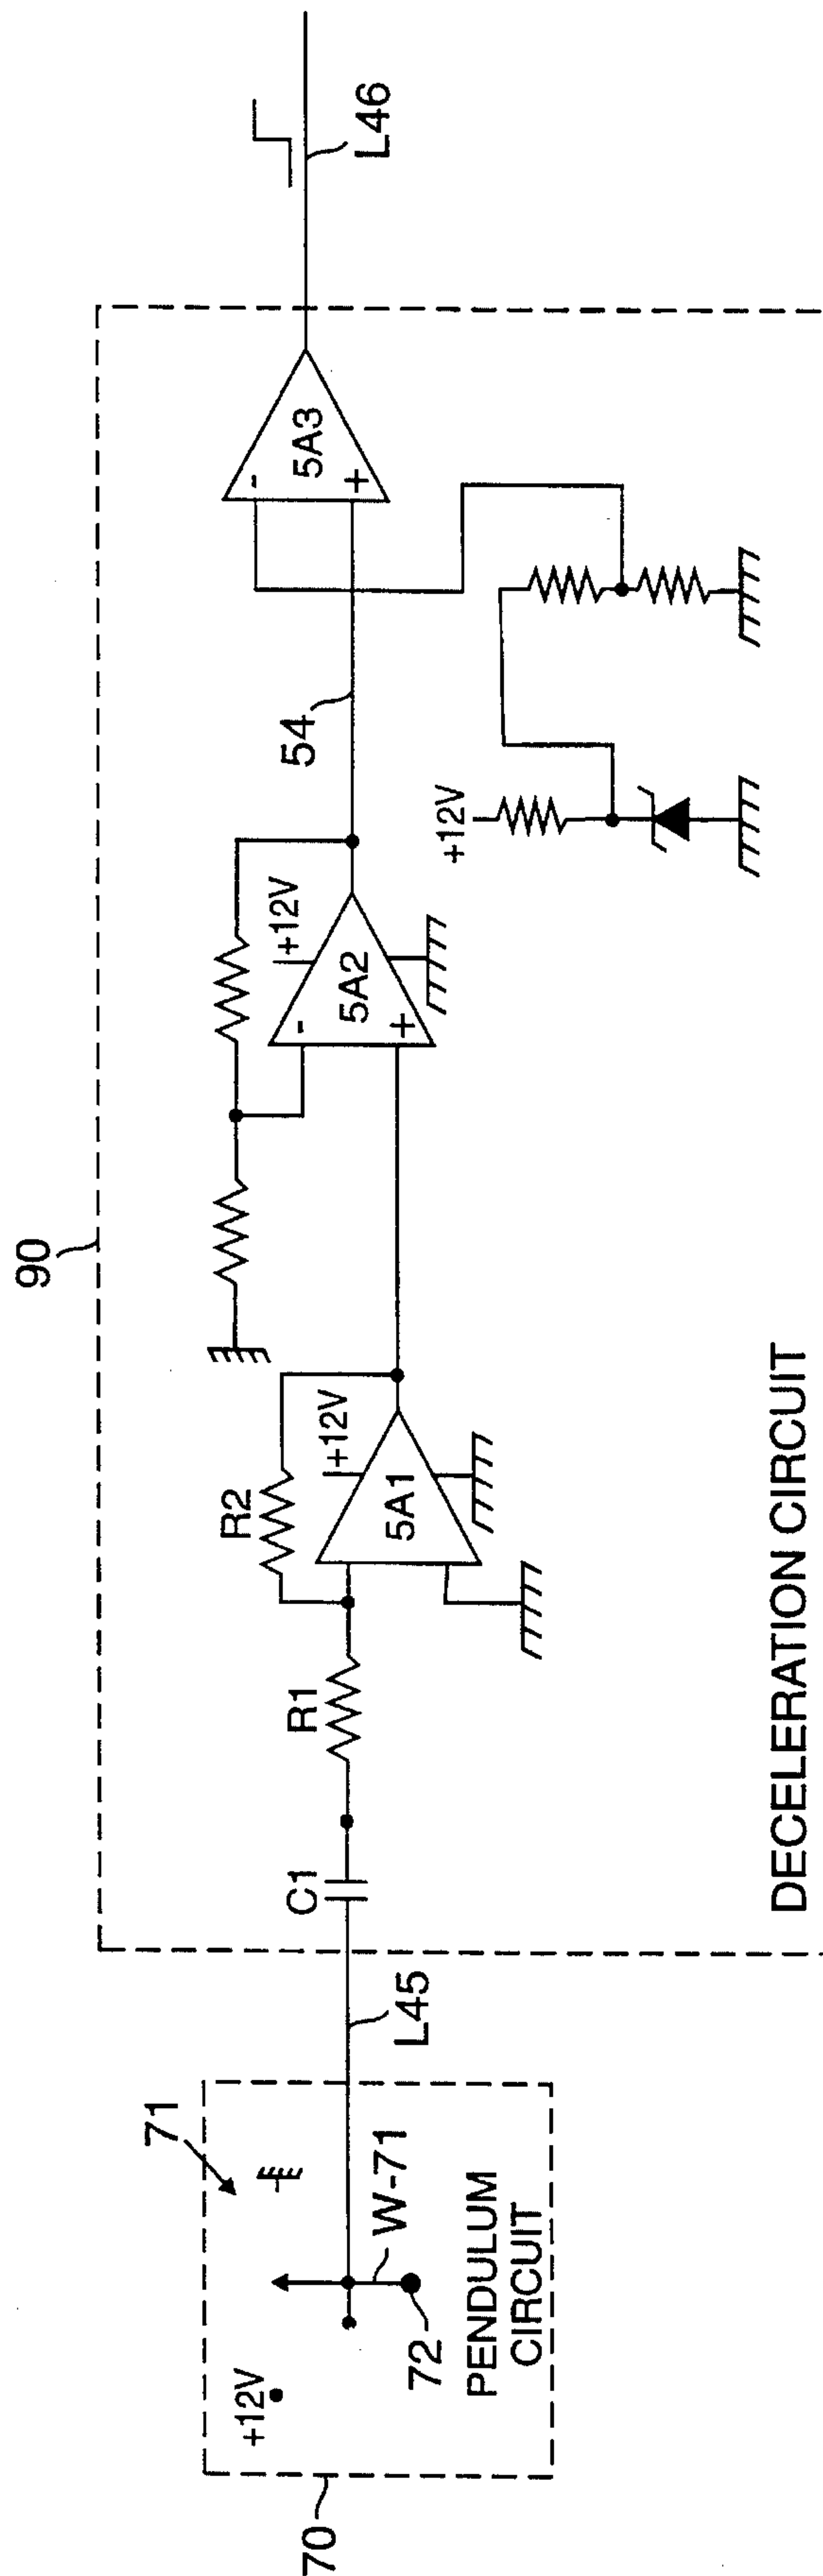 70
+12V
71
72
W-71
PENDULUM
CIRCUIT
L45
90
C1
R1
R2
+12V
5A1
-
+12V
5A2
+
54
+12V
-
5A3
+
L46
DECELERATION CIRCUIT